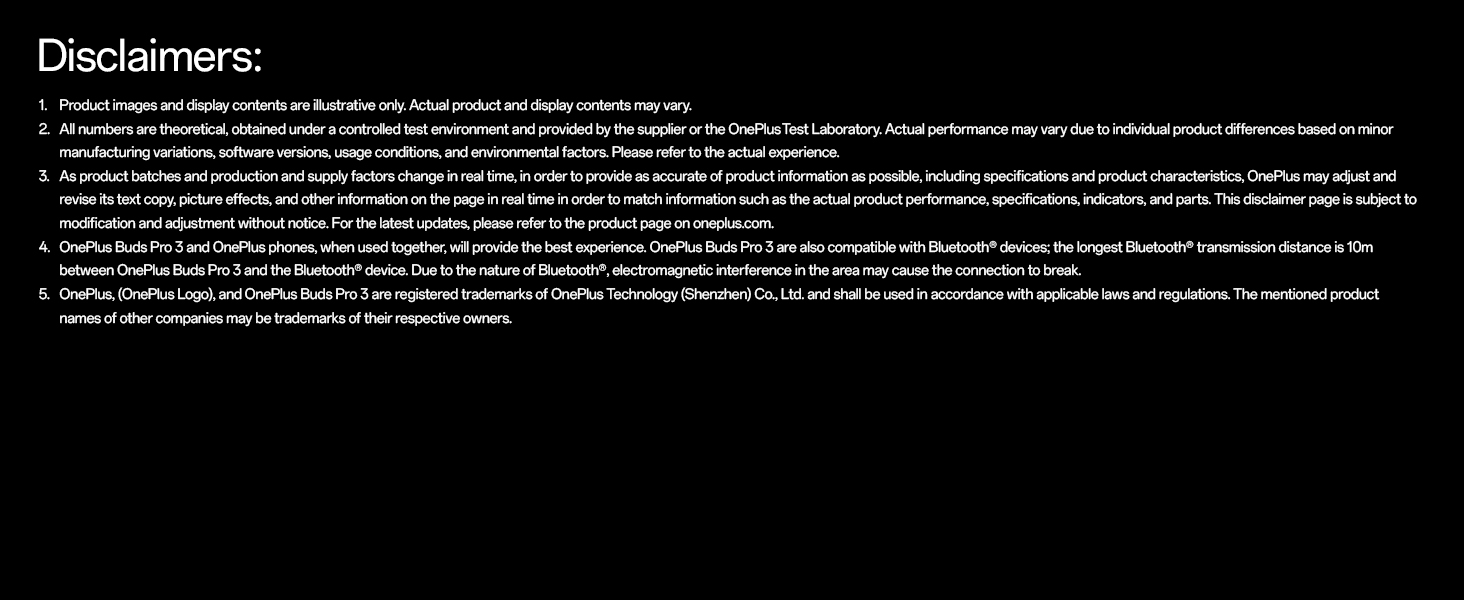 Disclaimers:
1. Product images and display contents are illustrative only. Actual product and display contents may vary.
2. All numbers are theoretical, obtained under a controlled test environment and provided by the supplier or the OnePlus Test Laboratory. Actual performance may vary due to individual product differences based on minor
manufacturing variations, software versions, usage conditions, and environmental factors. Please refer to the actual experience.
3. As product batches and production and supply factors change in real time, in order to provide as accurate of product information as possible, including specifications and product characteristics, OnePlus may adjust and
revise its text copy, picture effects, and other information on the page in real time in order to match information such as the actual product performance, specifications, indicators, and parts. This disclaimer page is subject to
modification and adjustment without notice. For the latest updates, please refer to the product page on oneplus.com.
4. OnePlus Buds Pro 3 and OnePlus phones, when used together, will provide the best experience. OnePlus Buds Pro 3 are also compatible with Bluetooth® devices; the longest Bluetooth® transmission distance is 10m
between OnePlus Buds Pro 3 and the Bluetooth® device. Due to the nature of Bluetooth®, electromagnetic interference in the area may cause the connection to break.
5. OnePlus, (OnePlus Logo), and OnePlus Buds Pro 3 are registered trademarks of OnePlus Technology (Shenzhen) Co., Ltd. and shall be used in accordance with applicable laws and regulations. The mentioned product
names of other companies may be trademarks of their respective owners.